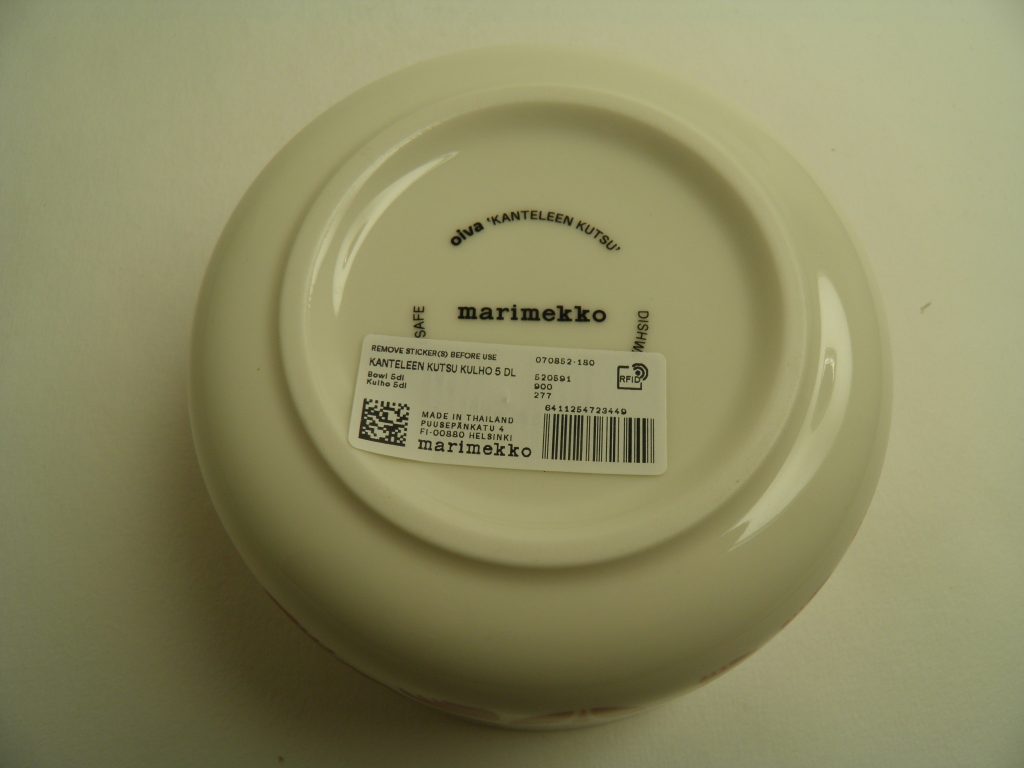 oiva 'KANTELEEN KUTSU'
marimekko
SAFE
DISHW
REMOVE STICKER(S) BEFORE USE
KANTELEEN KUTSU KULHO 5 DL
Bowl 5dl
Kulho 5dl
070852-180
520591
900
277
RFID
6411254723449
MADE IN THAILAND
PUUSEPÄNKATU 4
FI-00880 HELSINKI
marimekko